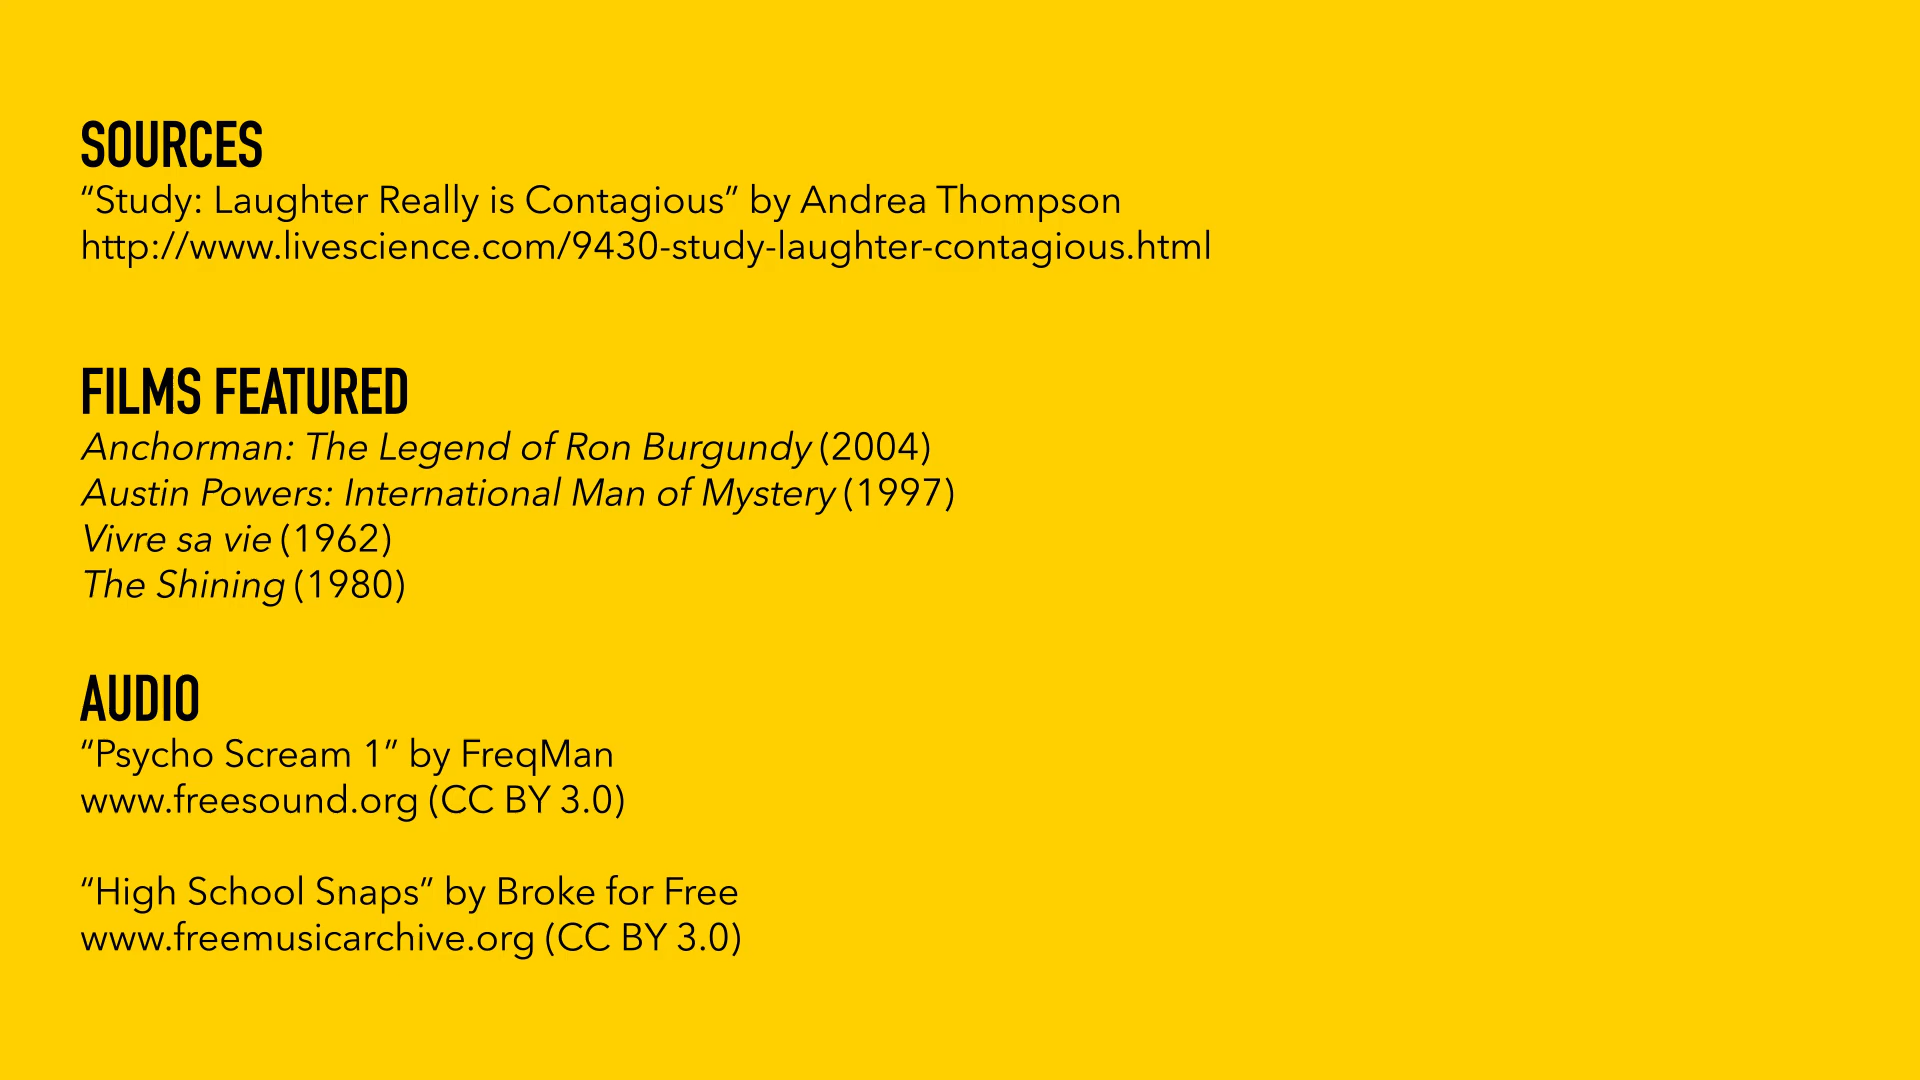 SOURCES
“Study: Laughter Really is Contagious” by Andrea Thompson
http://www.livescience.com/9430-study-laughter-contagious.html
FILMS FEATURED
Anchorman: The Legend of Ron Burgundy (2004)
Austin Powers: International Man of Mystery (1997)
Vivre sa vie (1962)
The Shining (1980)
AUDIO
“Psycho Scream 1” by FreqMan
www.freesound.org (CC BY 3.0)
“High School Snaps” by Broke for Free
www.freemusicarchive.org (CC BY 3.0)